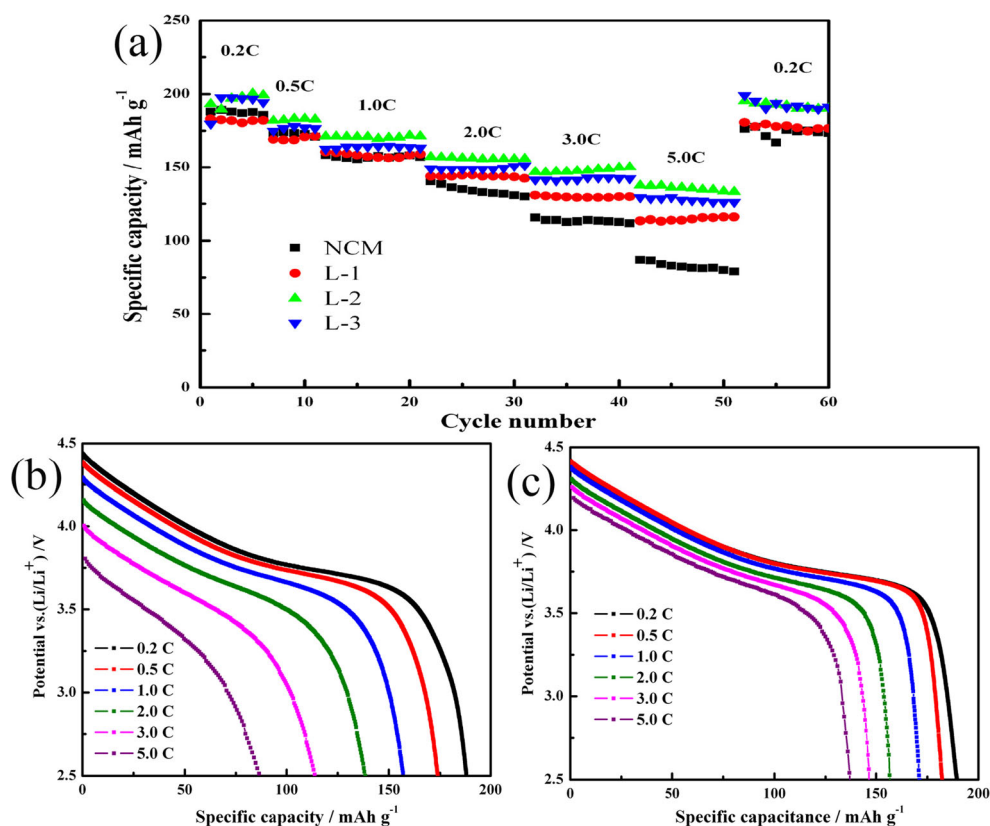 (a)
250
200
150
100
50
0
0
10
20
30
40
50
60
Specific capacity / mAh g-1
Cycle number
0.2C
0.5C
1.0C
2.0C
3.0C
5.0C
0.2C
NCM
L-1
L-2
L-3
(b)
4.5
4.0
3.5
3.0
2.5
0
50
100
150
200
Potential vs.(Li/Li+) /V
Specific capacity / mAh g-1
0.2 C
0.5 C
1.0 C
2.0 C
3.0 C
5.0 C
(c)
4.5
4.0
3.5
3.0
2.5
0
50
100
150
200
Potential vs.(Li/Li+) /V
Specific capacitance / mAh g-1
0.2 C
0.5 C
1.0 C
2.0 C
3.0 C
5.0 C